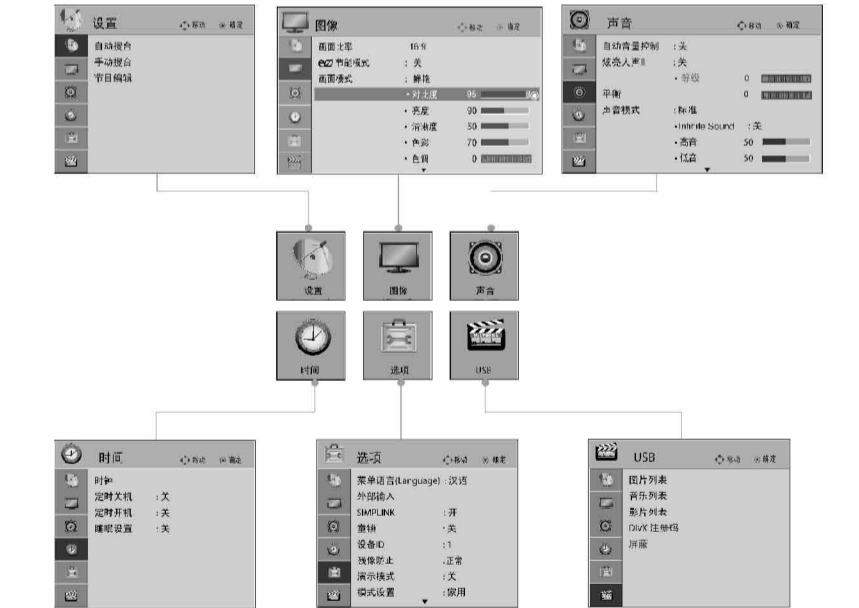 设置
移动 确定
自动搜台
手动搜台
节目编辑
图像
移动 确定
画面比率 16:9
节能模式 : 关
画面模式 : 鲜艳
• 对比度 95
• 亮度 90
• 清晰度 50
• 色彩 70
• 色调 0
声音
移动 确定
自动音量控制 : 关
炫亮人声II : 关
• 等级 0
平衡 0
声音模式 : 标准
• Infinite Sound : 关
• 高音 50
• 低音 50
设置
图像
声音
时间
选项
USB
时间
移动 确定
时钟
定时关机 : 关
定时开机 : 关
睡眠设置 : 关
选项
移动 确定
菜单语言(Language) : 汉语
外部输入
SIMPLINK : 开
童锁 : 关
设备ID : 1
残像防止 : 正常
演示模式 : 关
模式设置 : 家用
USB
移动 确定
图片列表
音乐列表
影片列表
DivX 注册码
屏蔽